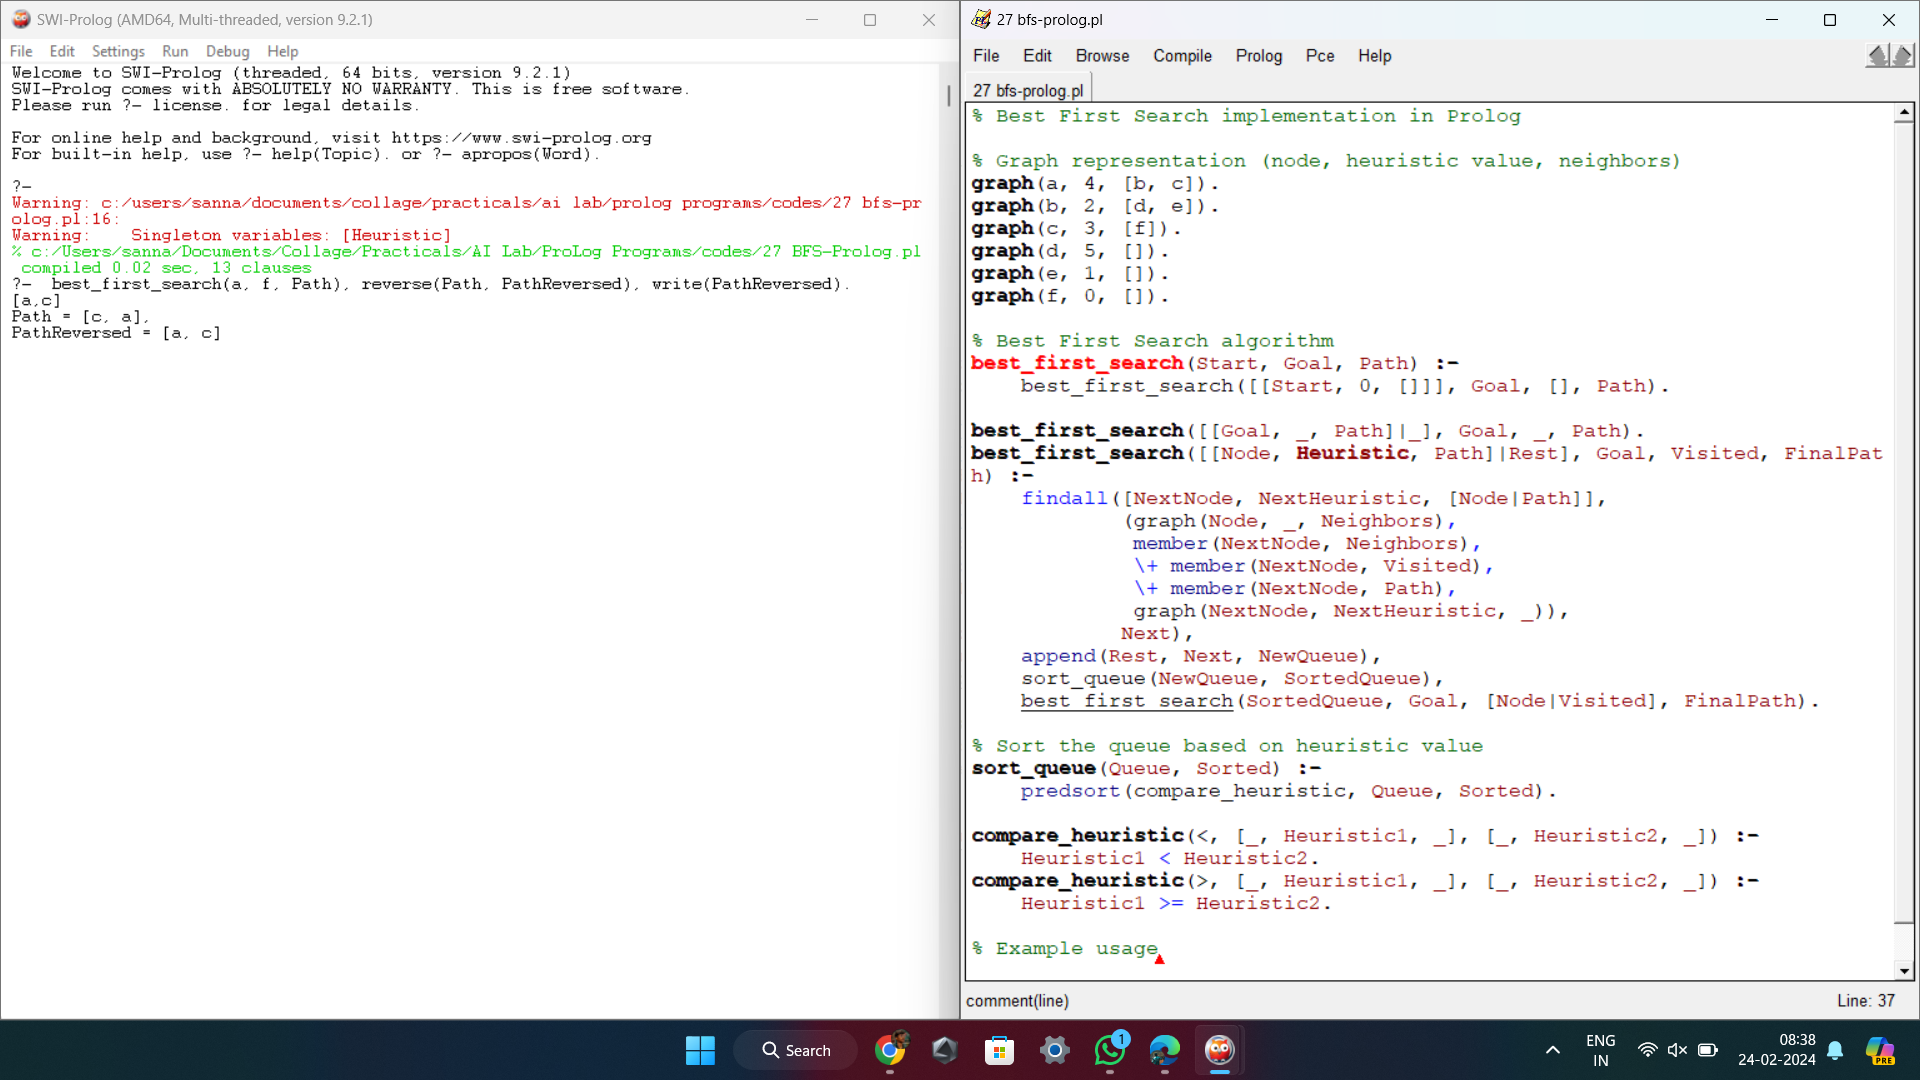 SWI-Prolog (AMD64, Multi-threaded, version 9.2.1)
File Edit Settings Run Debug Help
Welcome to SWI-Prolog (threaded, 64 bits, version 9.2.1)
SWI-Prolog comes with ABSOLUTELY NO WARRANTY. This is free software.
Please run ?- license. for legal details.
For online help and background, visit https://www.swi-prolog.org
For built-in help, use ?- help(Topic). or ?- apropos(Word).
?-
Warning: c:/users/sanna/documents/collage/practicals/ai lab/prolog programs/codes/27 bfs-pr
olog.pl:16:
Warning:    Singleton variables: [Heuristic]
% c:/Users/sanna/Documents/Collage/Practicals/AI Lab/ProLog Programs/codes/27 BFS-Prolog.pl
 compiled 0.02 sec, 13 clauses
?-  best_first_search(a, f, Path), reverse(Path, PathReversed), write(PathReversed).
[a,c]
Path = [c, a],
PathReversed = [a, c]
27 bfs-prolog.pl
File Edit Browse Compile Prolog Pce Help
27 bfs-prolog.pl
% Best First Search implementation in Prolog
% Graph representation (node, heuristic value, neighbors)
graph(a, 4, [b, c]).
graph(b, 2, [d, e]).
graph(c, 3, [f]).
graph(d, 5, []).
graph(e, 1, []).
graph(f, 0, []).
% Best First Search algorithm
best_first_search(Start, Goal, Path) :-
    best_first_search([[Start, 0, []]], Goal, [], Path).
best_first_search([[Goal, _, Path]|_], Goal, _, Path).
best_first_search([[Node, Heuristic, Path]|Rest], Goal, Visited, FinalPat
h) :-
    findall([NextNode, NextHeuristic, [Node|Path]],
            (graph(Node, _, Neighbors),
             member(NextNode, Neighbors),
             \+ member(NextNode, Visited),
             \+ member(NextNode, Path),
             graph(NextNode, NextHeuristic, _)),
            Next),
    append(Rest, Next, NewQueue),
    sort_queue(NewQueue, SortedQueue),
    best_first_search(SortedQueue, Goal, [Node|Visited], FinalPath).
% Sort the queue based on heuristic value
sort_queue(Queue, Sorted) :-
    predsort(compare_heuristic, Queue, Sorted).
compare_heuristic(<, [_, Heuristic1, _], [_, Heuristic2, _]) :-
    Heuristic1 < Heuristic2.
compare_heuristic(>, [_, Heuristic1, _], [_, Heuristic2, _]) :-
    Heuristic1 >= Heuristic2.
% Example usage
comment(line) Line: 37
Search
1
ENG
IN
08:38
24-02-2024
PRE